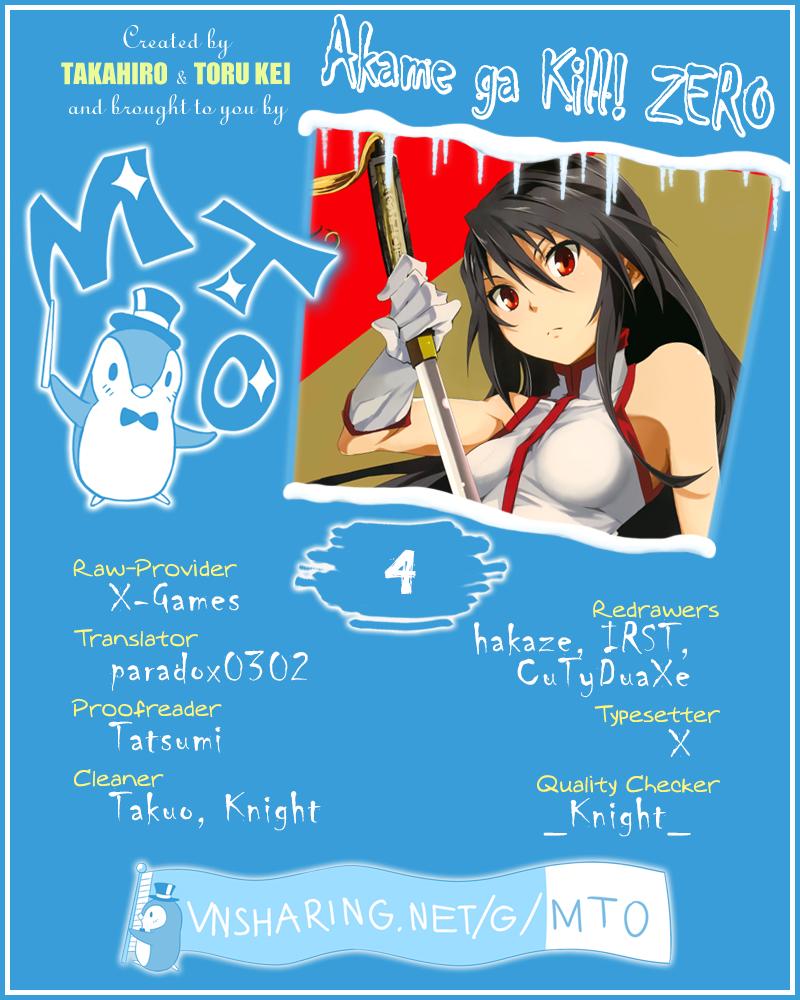 Created by
TAKAHIRO & TORU KEI
and brought to you by
Akame ga Kill! ZERO
MTO
4
Raw-Provider
X-Games
Translator
paradox0302
Proofreader
Tatsumi
Cleaner
Takuo, Knight
Redrawers
hakaze, IRST,
CuTyDuaXe
Typesetter
X
Quality Checker
_Knight_
VNSHARING.NET/G/MTO